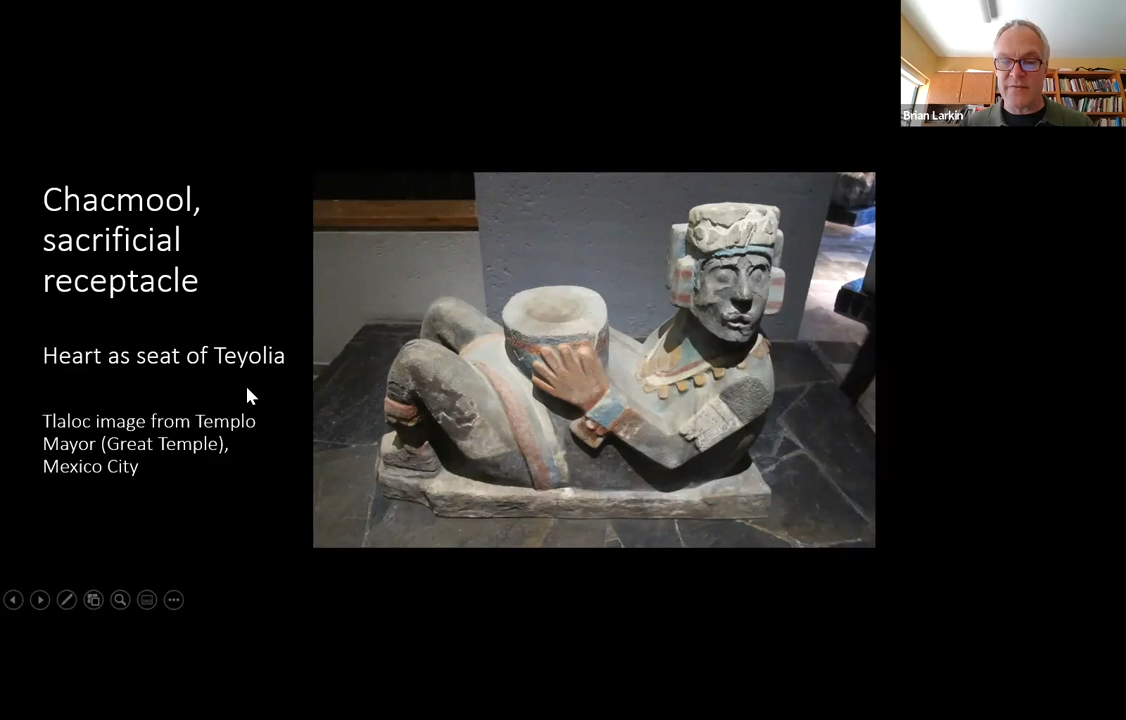 Brian Larkin
Chacmool,
sacrificial
receptacle
Heart as seat of Teyolia
Tlaloc image from Templo
Mayor (Great Temple),
Mexico City